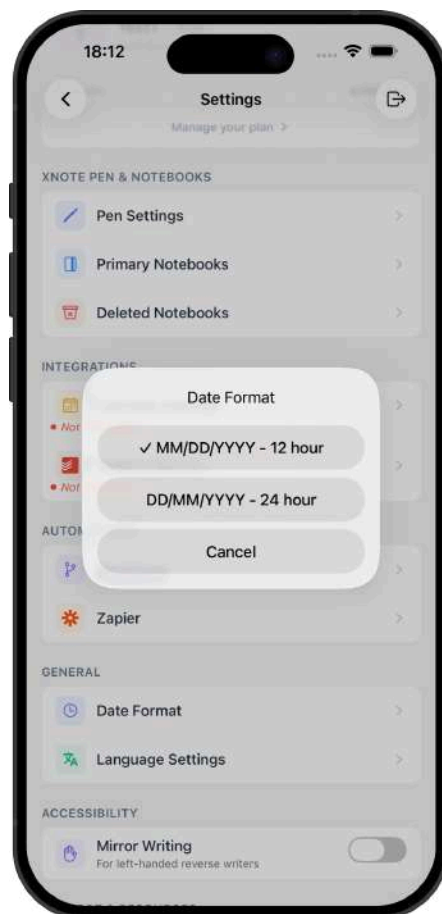 18:12
Settings
Manage your plan >
XNOTE PEN & NOTEBOOKS
Pen Settings
Primary Notebooks
Deleted Notebooks
INTEGRATIONS
Not
Not
Date Format
✓ MM/DD/YYYY - 12 hour
DD/MM/YYYY - 24 hour
Cancel
Zapier
GENERAL
Date Format
Language Settings
ACCESSIBILITY
Mirror Writing
For left-handed reverse writers